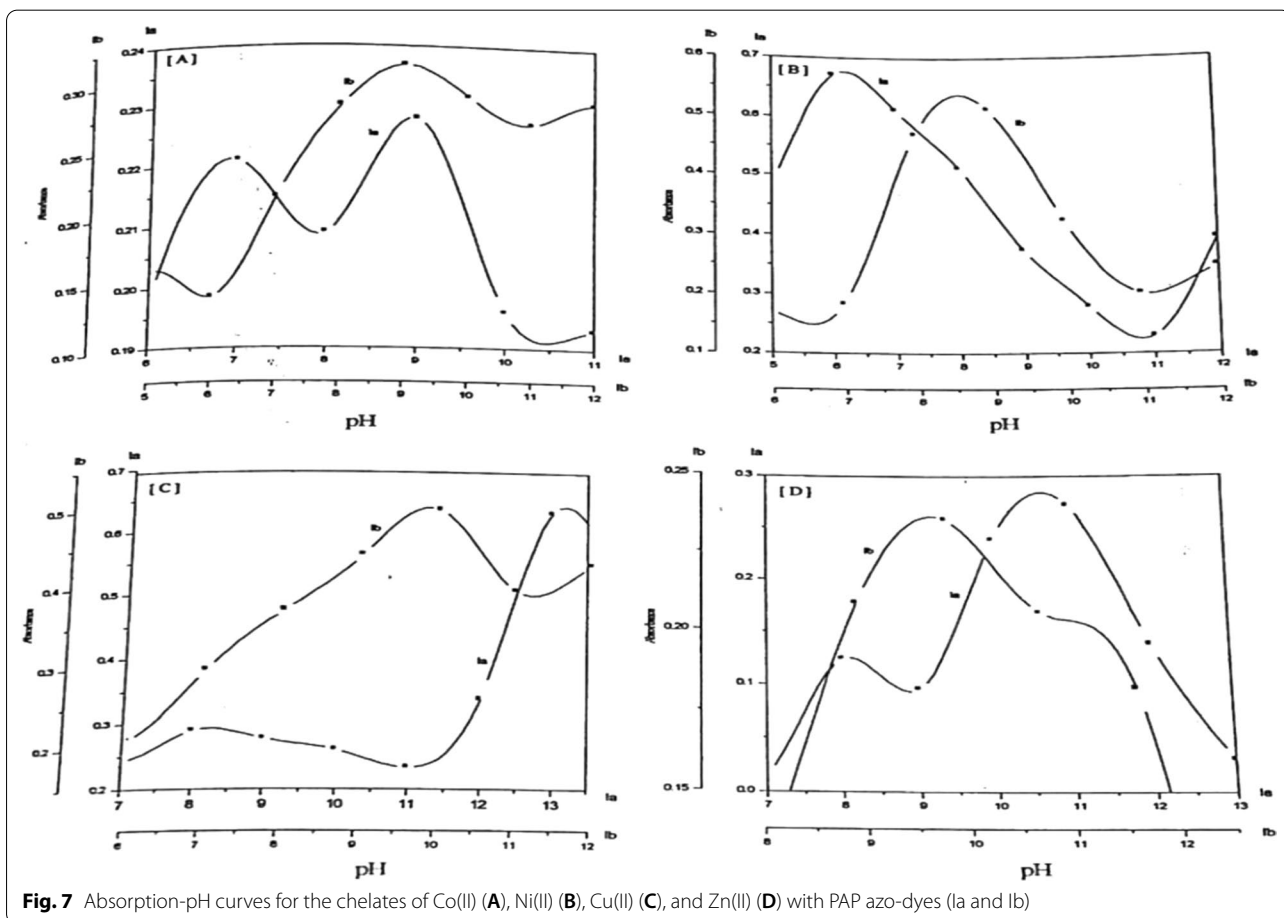 Ib Ia
[A]
0.24
0.30 0.23
0.25 0.22
0.20 0.21
0.15 0.20
0.10 0.19
Ib
Ia
6 7 8 9 10 11 Ia
5 6 7 8 9 10 11 12 Ib
pH
Ib Ia
[B]
0.6 0.7
0.5 0.6
0.4 0.5
0.3 0.4
0.2 0.3
0.1 0.2
Ia
Ib
5 6 7 8 9 10 11 12 Ia
6 7 8 9 10 11 12 Ib
pH
Ib Ia
[C]
0.7
0.5 0.6
0.4 0.5
0.3 0.4
0.2 0.3
0.2
Ib
Ia
7 8 9 10 11 12 13 Ia
6 7 8 9 10 11 12 Ib
pH
Ib Ia
[D]
0.25 0.3
0.2
0.20
0.1
0.15 0.0
Ib
Ia
7 8 9 10 11 12 13 Ia
8 9 10 11 12 13 Ib
pH
Fig. 7 Absorption-pH curves for the chelates of Co(II) (A), Ni(II) (B), Cu(II) (C), and Zn(II) (D) with PAP azo-dyes (Ia and Ib)